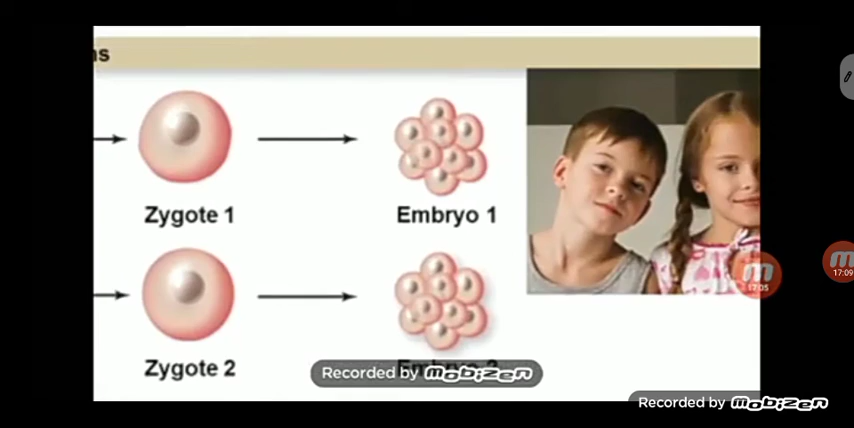 ns
Zygote 1
Embryo 1
Zygote 2
Recorded by mobizen
17:05
17:09
Recorded by mobizen